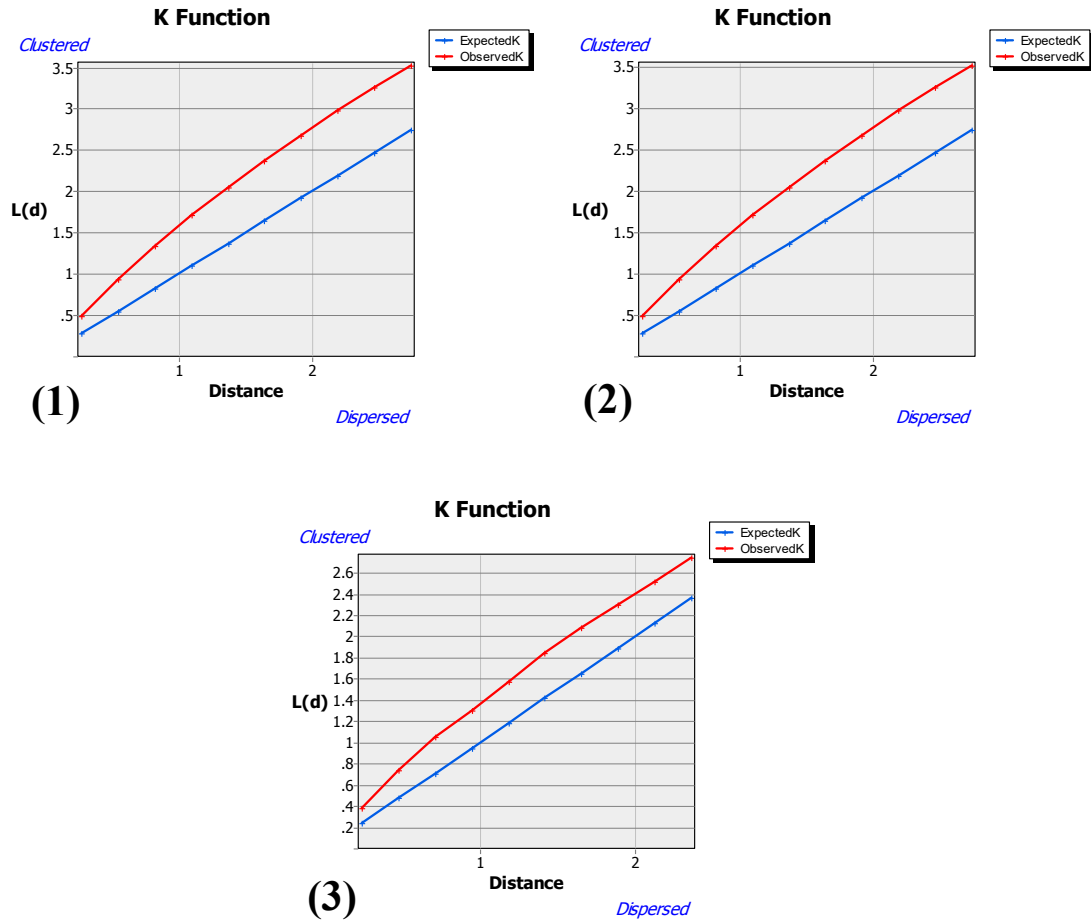 K Function
Clustered
ExpectedK
ObservedK
3.5
3
2.5
2
1.5
1
.5
L(d)
1 2
Distance
(1)
Dispersed
K Function
Clustered
ExpectedK
ObservedK
3.5
3
2.5
2
1.5
1
.5
L(d)
1 2
Distance
(2)
Dispersed
K Function
Clustered
ExpectedK
ObservedK
2.6
2.4
2.2
2
1.8
1.6
1.4
1.2
1
.8
.6
.4
.2
L(d)
1 2
Distance
(3)
Dispersed